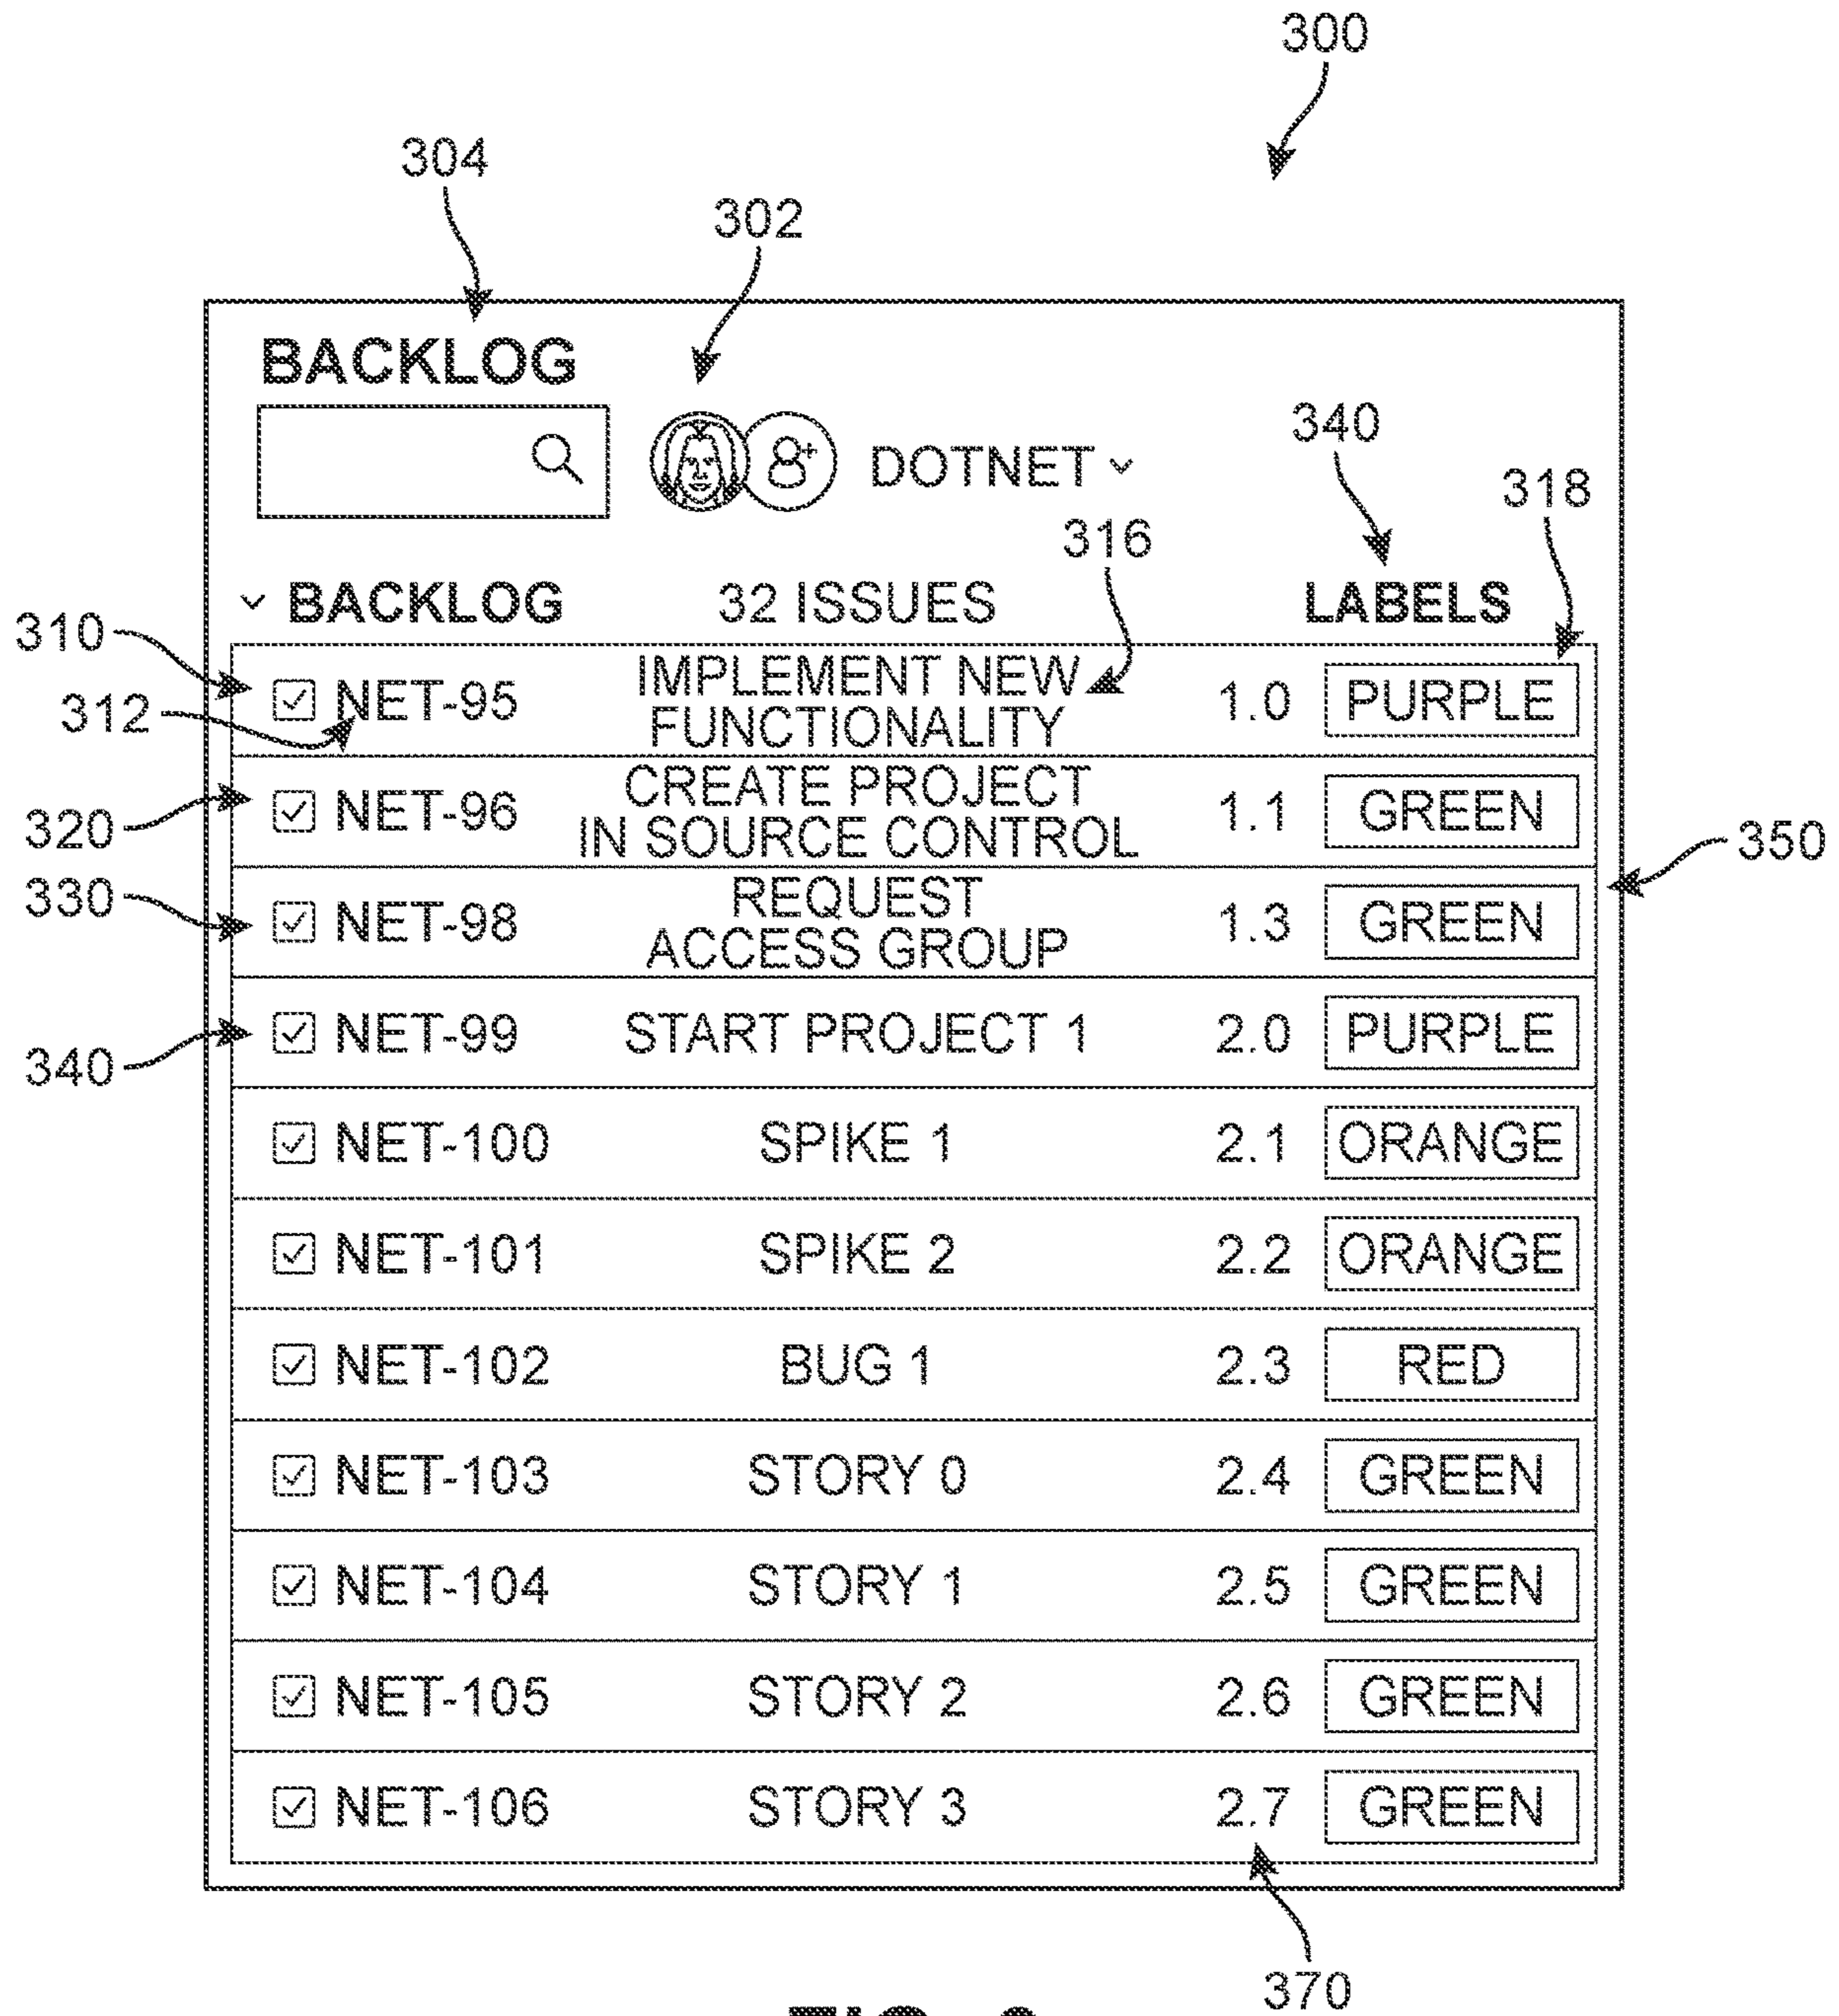 300
304
302
BACKLOG
DOTNET
340
318
316
BACKLOG 32 ISSUES LABELS
310
312
NET-95 IMPLEMENT NEW FUNCTIONALITY 1.0 PURPLE
320
NET-96 CREATE PROJECT IN SOURCE CONTROL 1.1 GREEN
350
330
NET-98 REQUEST ACCESS GROUP 1.3 GREEN
340
NET-99 START PROJECT 1 2.0 PURPLE
NET-100 SPIKE 1 2.1 ORANGE
NET-101 SPIKE 2 2.2 ORANGE
NET-102 BUG 1 2.3 RED
NET-103 STORY 0 2.4 GREEN
NET-104 STORY 1 2.5 GREEN
NET-105 STORY 2 2.6 GREEN
NET-106 STORY 3 2.7 GREEN
370